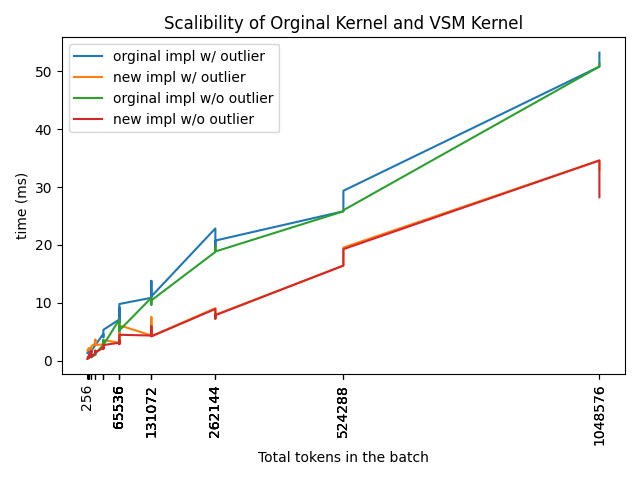 Scalibility of Orginal Kernel and VSM Kernel
orginal impl w/ outlier
new impl w/ outlier
orginal impl w/o outlier
new impl w/o outlier
time (ms)
50
40
30
20
10
0
256
65536
131072
262144
524288
1048576
Total tokens in the batch